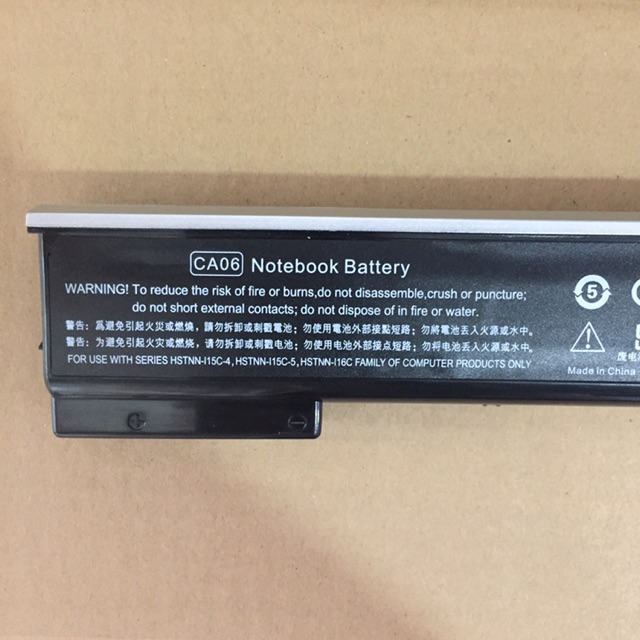 CA06 Notebook Battery
WARNING! To reduce the risk of fire or burns,do not disassemble,crush or puncture;
do not short external contacts; do not dispose of in fire or water.
警告：爲避免引起火災或燃燒，請勿拆卸或刺戳電池；勿使用電池外部接點短路；勿將電池丟入火源或水中。
警告：为避免引起火灾或燃烧，请勿拆卸或刺戳电池；勿使用电池外部接点短路；勿将电池丢入火源或水中。
FOR USE WITH SERIES HSTNN-I15C-4, HSTNN-I15C-5, HSTNN-I16C FAMILY OF COMPUTER PRODUCTS ONLY
5
废电池
Made in China
+ -